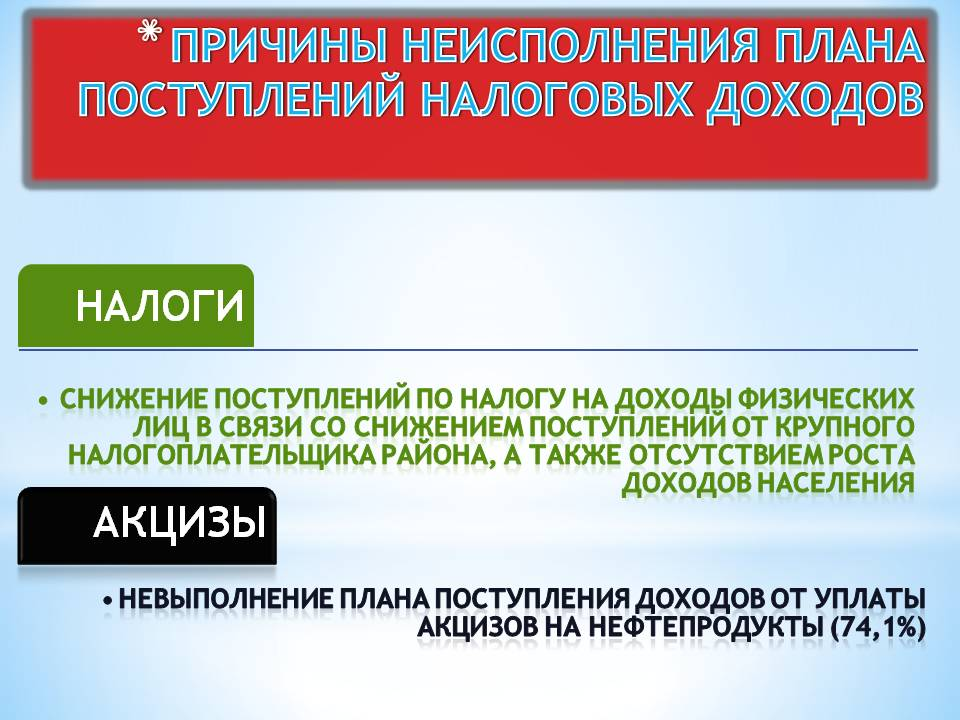 * ПРИЧИНЫ НЕИСПОЛНЕНИЯ ПЛАНА
ПОСТУПЛЕНИЙ НАЛОГОВЫХ ДОХОДОВ
НАЛОГИ
• СНИЖЕНИЕ ПОСТУПЛЕНИЙ ПО НАЛОГУ НА ДОХОДЫ ФИЗИЧЕСКИХ
ЛИЦ В СВЯЗИ СО СНИЖЕНИЕМ ПОСТУПЛЕНИЙ ОТ КРУПНОГО
НАЛОГОПЛАТЕЛЬЩИКА РАЙОНА, А ТАКЖЕ ОТСУТСТВИЕМ РОСТА
ДОХОДОВ НАСЕЛЕНИЯ
АКЦИЗЫ
• НЕВЫПОЛНЕНИЕ ПЛАНА ПОСТУПЛЕНИЯ ДОХОДОВ ОТ УПЛАТЫ
АКЦИЗОВ НА НЕФТЕПРОДУКТЫ (74,1%)